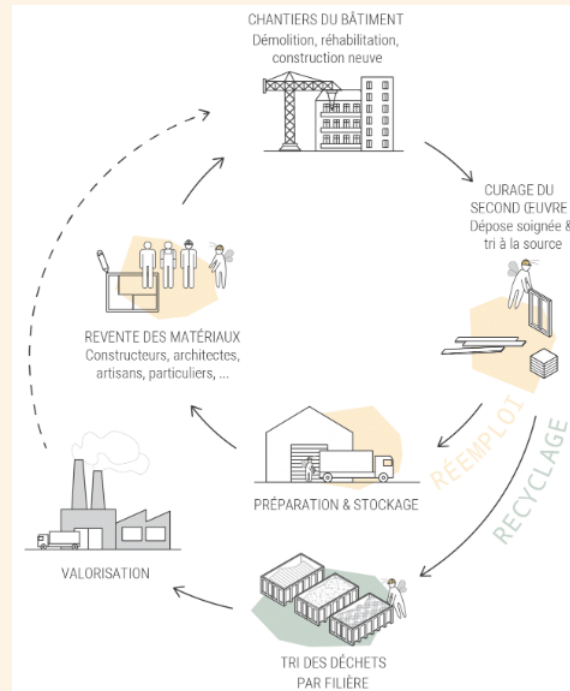 CHANTIERS DU BÂTIMENT
Démolition, réhabilitation,
construction neuve
CURAGE DU
SECOND ŒUVRE
Dépose soignée &
tri à la source
REVENTE DES MATÉRIAUX
Constructeurs, architectes,
artisans, particuliers, ...
RÉEMPLOI
RECYCLAGE
PRÉPARATION & STOCKAGE
VALORISATION
TRI DES DÉCHETS
PAR FILIÈRE